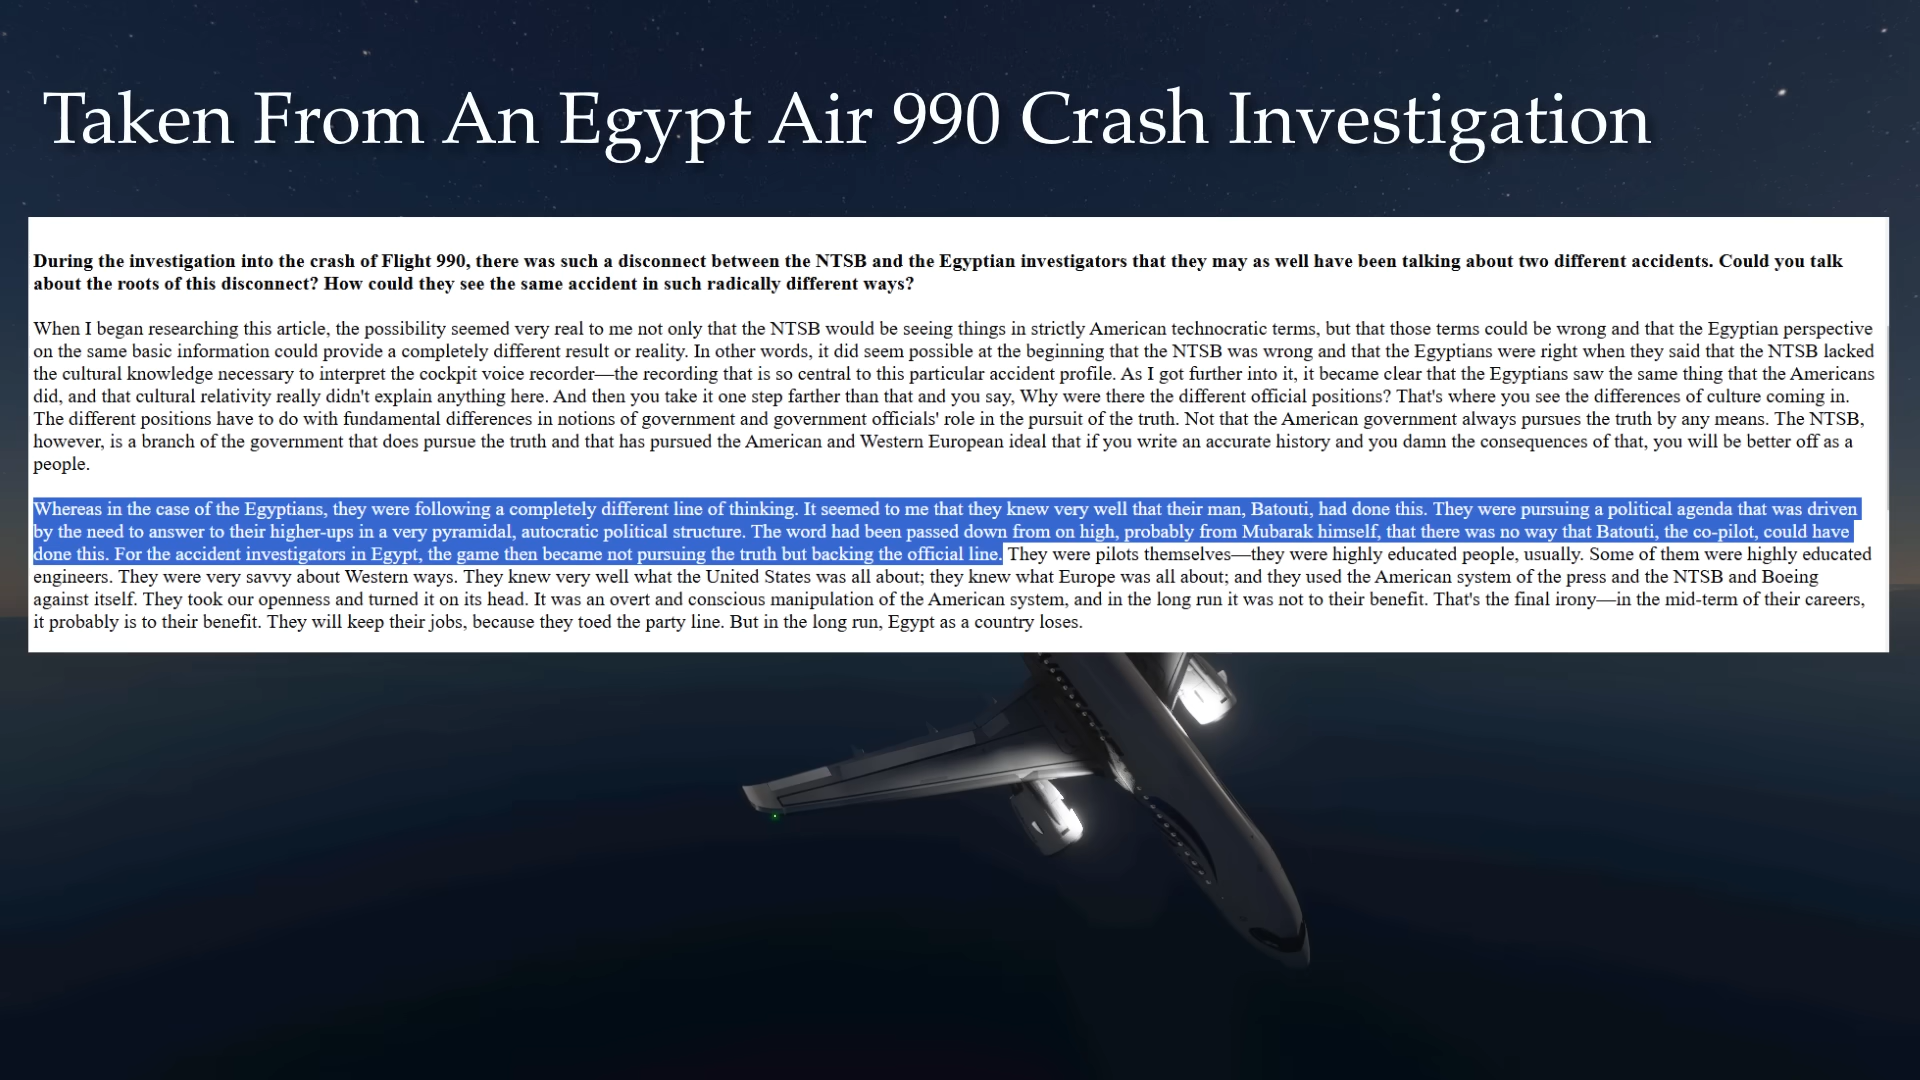 Taken From An Egypt Air 990 Crash Investigation
During the investigation into the crash of Flight 990, there was such a disconnect between the NTSB and the Egyptian investigators that they may as well have been talking about two different accidents. Could you talk
about the roots of this disconnect? How could they see the same accident in such radically different ways?
When I began researching this article, the possibility seemed very real to me not only that the NTSB would be seeing things in strictly American technocratic terms, but that those terms could be wrong and that the Egyptian perspective
on the same basic information could provide a completely different result or reality. In other words, it did seem possible at the beginning that the NTSB was wrong and that the Egyptians were right when they said that the NTSB lacked
the cultural knowledge necessary to interpret the cockpit voice recorder—the recording that is so central to this particular accident profile. As I got further into it, it became clear that the Egyptians saw the same thing that the Americans
did, and that cultural relativity really didn't explain anything here. And then you take it one step farther than that and you say, Why were there the different official positions? That's where you see the differences of culture coming in.
The different positions have to do with fundamental differences in notions of government and government officials' role in the pursuit of the truth. Not that the American government always pursues the truth by any means. The NTSB,
however, is a branch of the government that does pursue the truth and that has pursued the American and Western European ideal that if you write an accurate history and you damn the consequences of that, you will be better off as a
people.
Whereas in the case of the Egyptians, they were following a completely different line of thinking. It seemed to me that they knew very well that their man, Batouti, had done this. They were pursuing a political agenda that was driven
by the need to answer to their higher-ups in a very pyramidal, autocratic political structure. The word had been passed down from on high, probably from Mubarak himself, that there was no way that Batouti, the co-pilot, could have
done this. For the accident investigators in Egypt, the game then became not pursuing the truth but backing the official line. They were pilots themselves—they were highly educated people, usually. Some of them were highly educated
engineers. They were very savvy about Western ways. They knew very well what the United States was all about; they knew what Europe was all about; and they used the American system of the press and the NTSB and Boeing
against itself. They took our openness and turned it on its head. It was an overt and conscious manipulation of the American system, and in the long run it was not to their benefit. That's the final irony—in the mid-term of their careers,
it probably is to their benefit. They will keep their jobs, because they toed the party line. But in the long run, Egypt as a country loses.